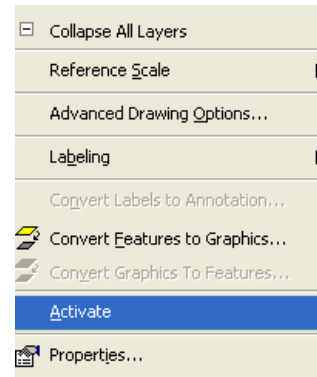 Collapse All Layers
Reference Scale
Advanced Drawing Options...
Labeling
Convert Labels to Annotation...
Convert Features to Graphics...
Convert Graphics To Features...
Activate
Properties...